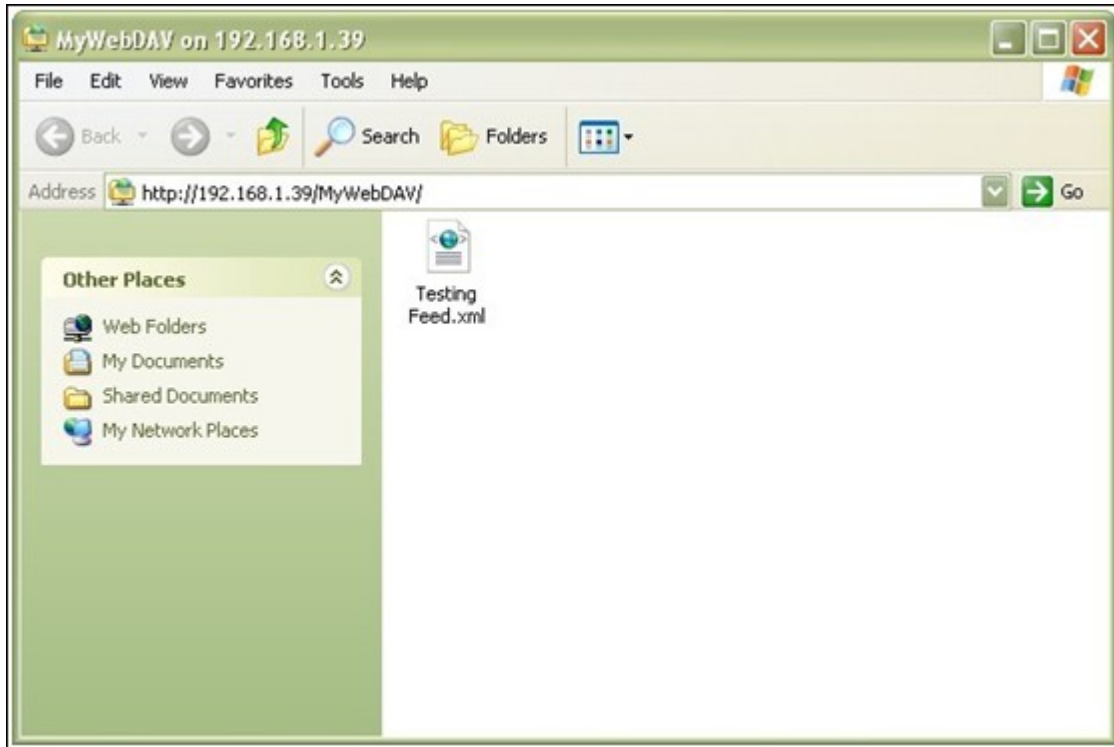 MyWebDAV on 192.168.1.39
File Edit View Favorites Tools Help
Back Search Folders
Address http://192.168.1.39/MyWebDAV/ Go
Other Places
Web Folders
My Documents
Shared Documents
My Network Places
Testing
Feed.xml